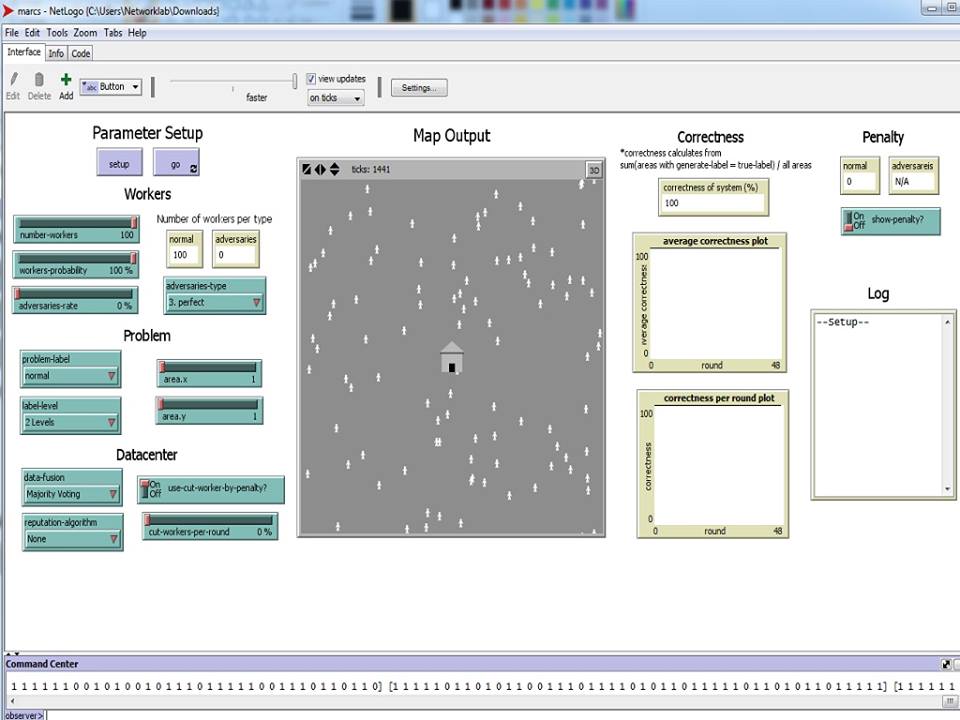 marcs - NetLogo {C:\Users\Networklab\Downloads}
File Edit Tools Zoom Tabs Help
Interface Info Code
Edit Delete Add
abc Button
faster
view updates
on ticks
Settings...
Parameter Setup
setup go
Workers
number-workers 100
workers-probability 100 %
adversaries-rate 0 %
Number of workers per type
normal
100
adversaries
0
adversaries-type
3. perfect
Problem
problem-label
normal
label-level
2 Levels
area.x 1
area.y 1
Datacenter
data-fusion
Majority Voting
reputation-algorithm
None
On
Off
use-cut-worker-by-penalty?
cut-workers-per-round 0 %
Map Output
ticks: 1441
3D
Correctness
*correctness calculates from
sum(areas with generate-label = true-label) / all areas
correctness of system (%)
100
average correctness plot
100
average correctness
0
round
0 48
correctness per round plot
100
correctness
0
round
0 48
Penalty
normal
0
adversareis
N/A
On
Off
show-penalty?
Log
--Setup--
Command Center
1 1 1 1 1 1 0 0 1 0 1 0 0 1 0 1 1 1 0 1 1 1 1 0 0 1 1 1 0 1 1 0 1 1 0] [1 1 1 1 1 0 1 1 0 1 0 1 1 0 0 1 1 1 0 1 1 1 1 0 1 0 1 1 0 1 1 1 1 1 0 1 1 0 1 1 1 1 1] [1 1 1 1 1 1
observer>